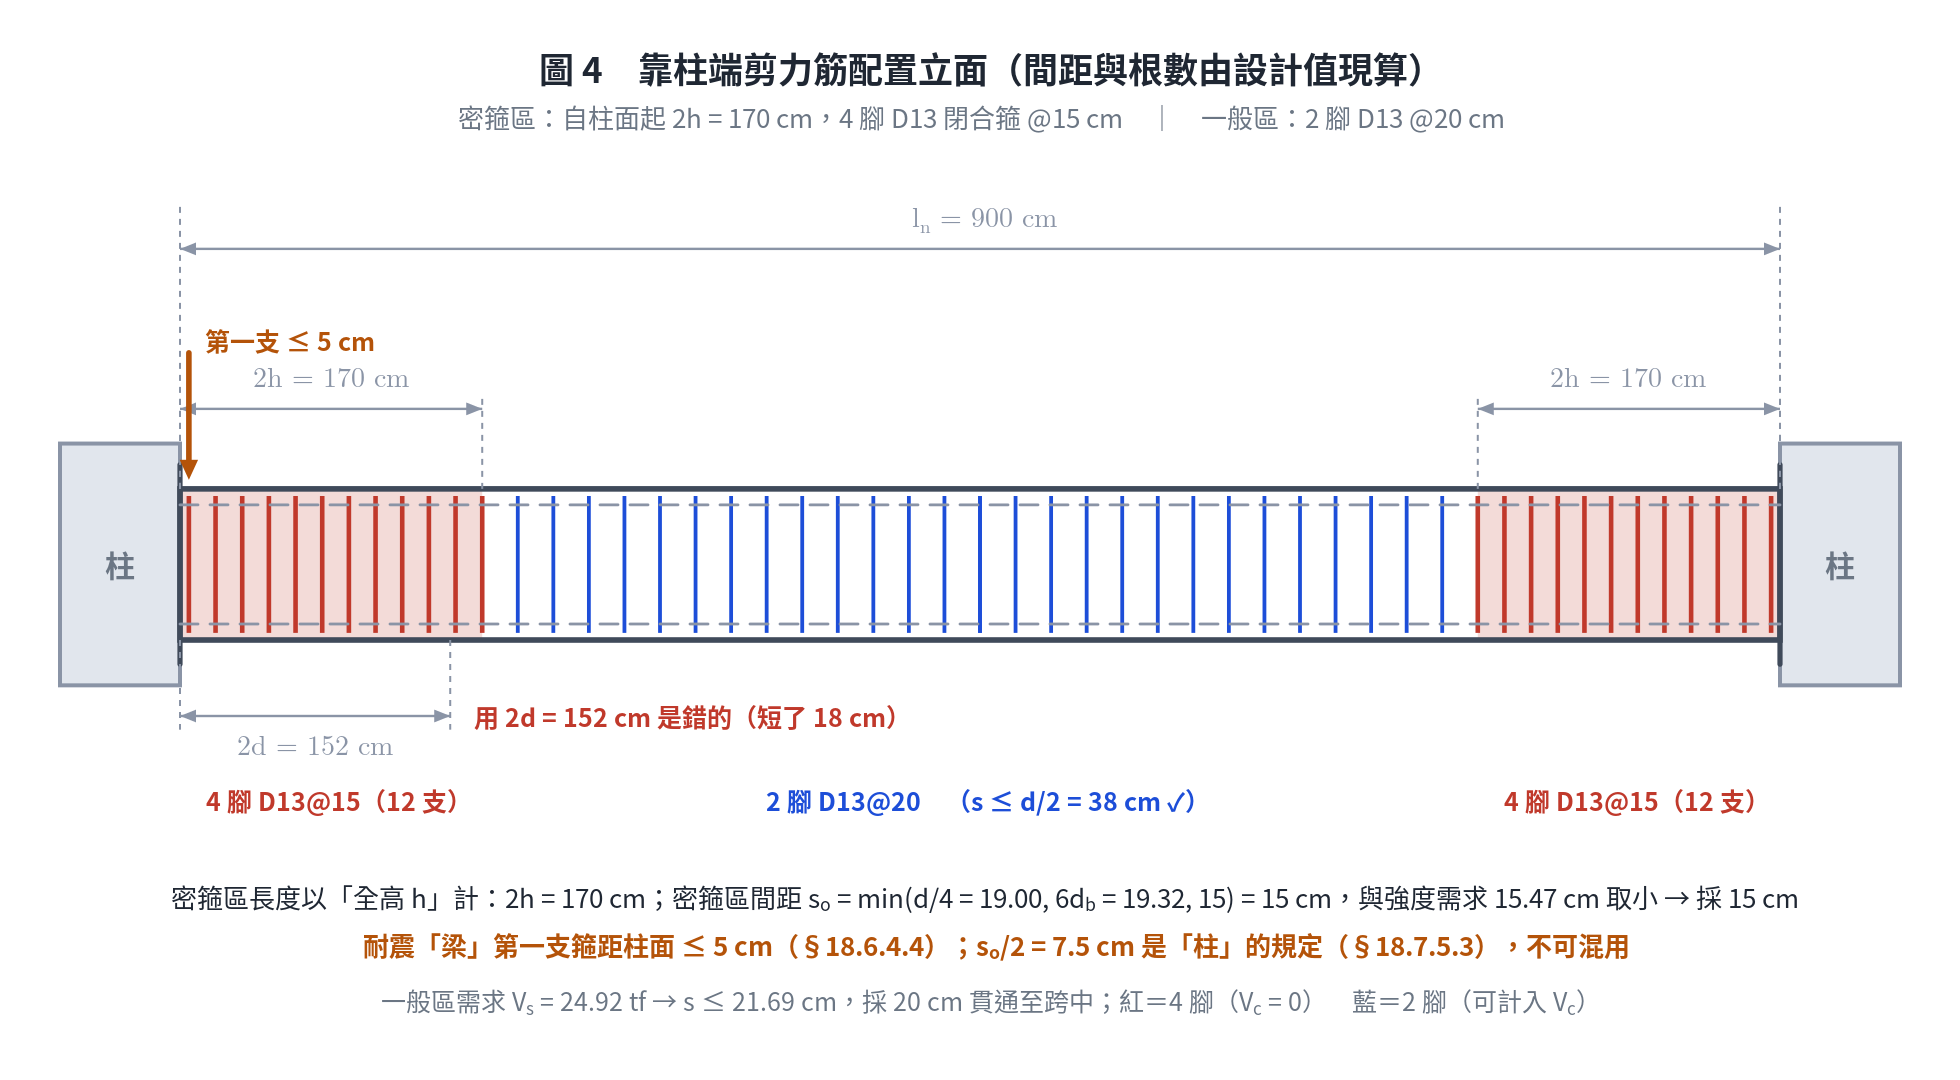 圖 4　靠柱端剪力筋配置立面（間距與根數由設計值現算）
密箍區：自柱面起 2h = 170 cm，4 腳 D13 閉合箍 @15 cm　｜　一般區：2 腳 D13 @20 cm
lₙ = 900 cm
第一支 ≤ 5 cm
2h = 170 cm
2h = 170 cm
柱
柱
用 2d = 152 cm 是錯的（短了 18 cm）
2d = 152 cm
4 腳 D13@15（12 支）
2 腳 D13@20　（s ≤ d/2 = 38 cm ✓）
4 腳 D13@15（12 支）
密箍區長度以「全高 h」計：2h = 170 cm；密箍區間距 sₒ = min(d/4 = 19.00, 6d_b = 19.32, 15) = 15 cm，與強度需求 15.47 cm 取小 → 採 15 cm
耐震「梁」第一支箍距柱面 ≤ 5 cm（§18.6.4.4）；sₒ/2 = 7.5 cm 是「柱」的規定（§18.7.5.3），不可混用
一般區需求 Vₛ = 24.92 tf → s ≤ 21.69 cm，採 20 cm 貫通至跨中；紅＝4 腳（V_c = 0）　藍＝2 腳（可計入 V_c）